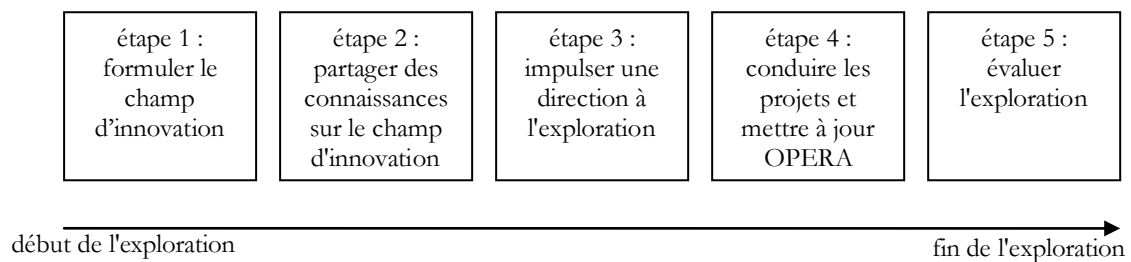 étape 1 :
formuler le
champ
d’innovation
étape 2 :
partager des
connaissances
sur le champ
d'innovation
étape 3 :
impulser une
direction à
l'exploration
étape 4 :
conduire les
projets et
mettre à jour
OPERA
étape 5 :
évaluer
l'exploration
début de l'exploration
fin de l'exploration